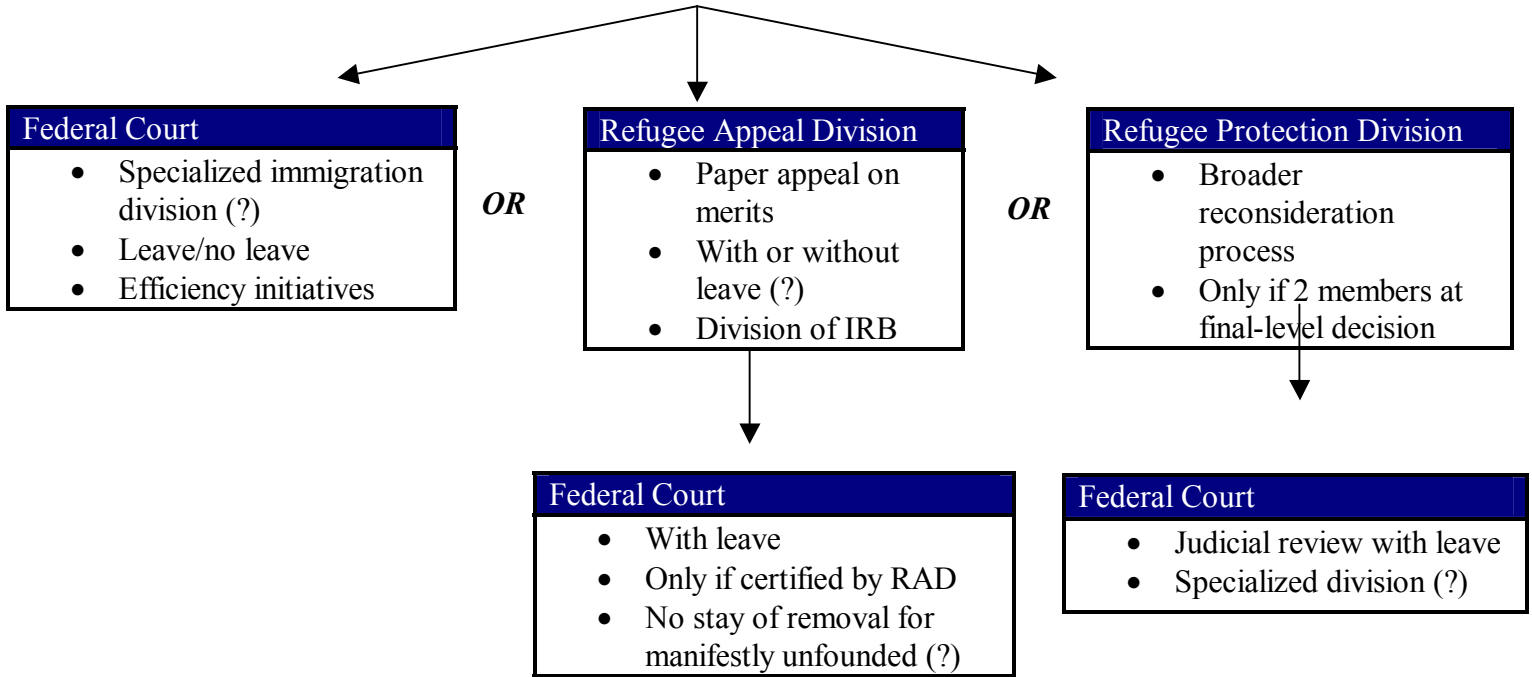 Federal Court
• Specialized immigration
division (?)
• Leave/no leave
• Efficiency initiatives
OR
Refugee Appeal Division
• Paper appeal on
merits
• With or without
leave (?)
• Division of IRB
OR
Refugee Protection Division
• Broader
reconsideration
process
• Only if 2 members at
final-level decision
Federal Court
• With leave
• Only if certified by RAD
• No stay of removal for
manifestly unfounded (?)
Federal Court
• Judicial review with leave
• Specialized division (?)